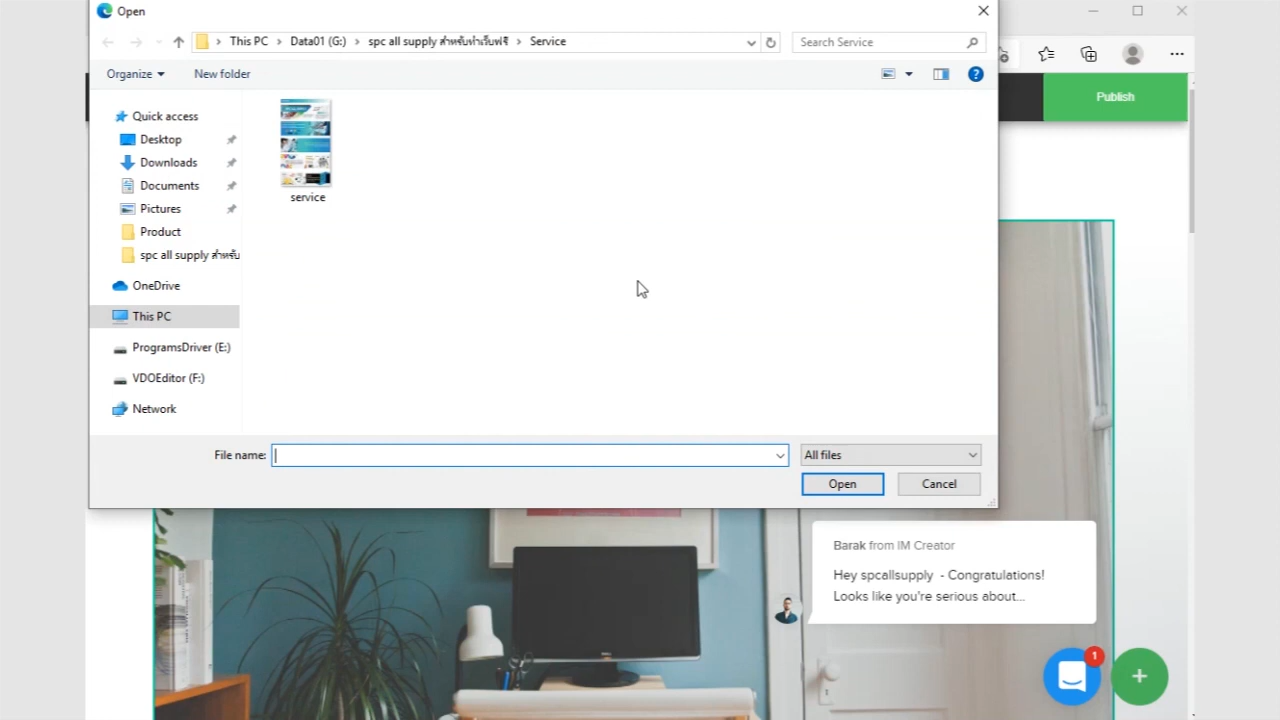 Open
This PC > Data01 (G:) > spc all supply สำหรับทำเว็บฟรี > Service
Search Service
Organize
New folder
Publish
Quick access
Desktop
Downloads
Documents
Pictures
Product
spc all supply สำหรับ
OneDrive
This PC
ProgramsDriver (E:)
VDOEditor (F:)
Network
service
File name:
All files
Open
Cancel
Barak from IM Creator
Hey spcallsupply - Congratulations!
Looks like you're serious about...
1